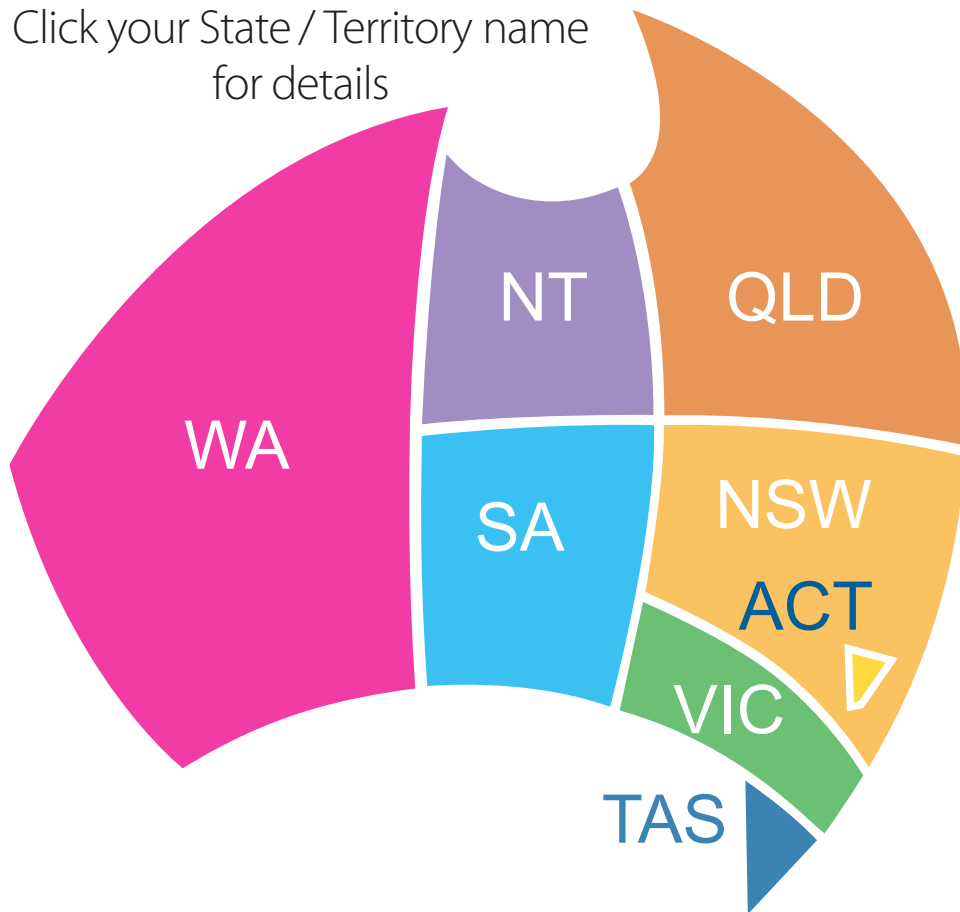 Click your State / Territory name
for details
NT
QLD
WA
NSW
SA
ACT
VIC
TAS